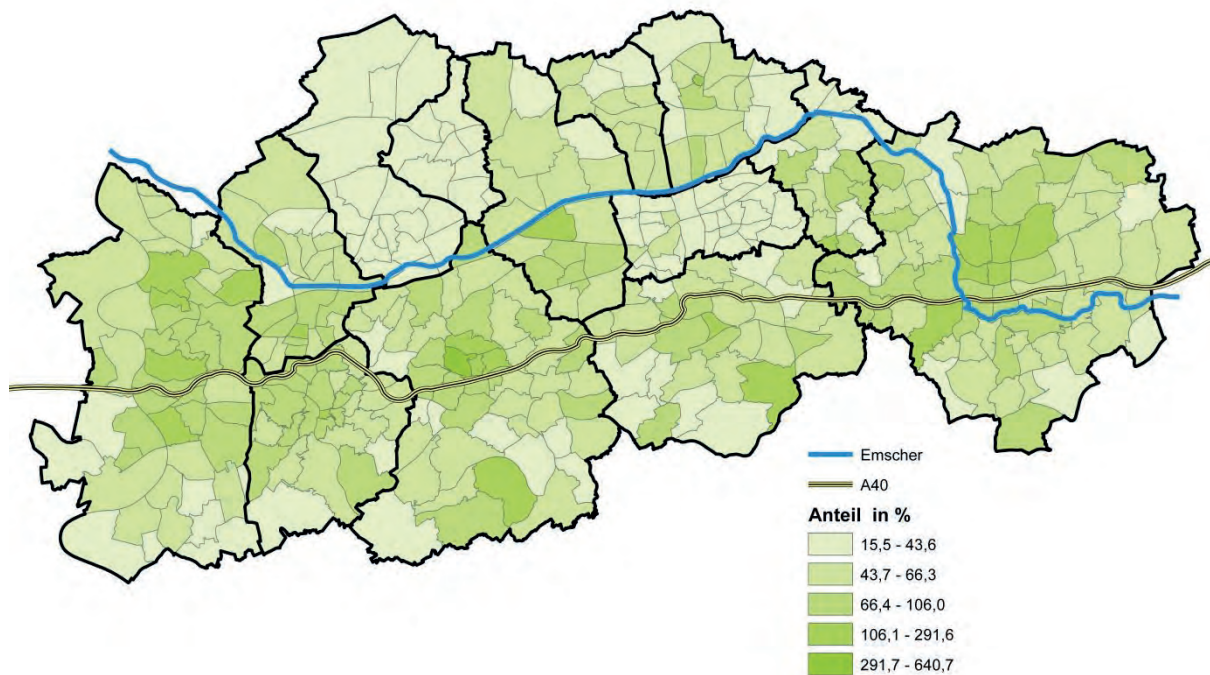 Emscher
A40
Anteil in %
15,5 - 43,6
43,7 - 66,3
66,4 - 106,0
106,1 - 291,6
291,7 - 640,7